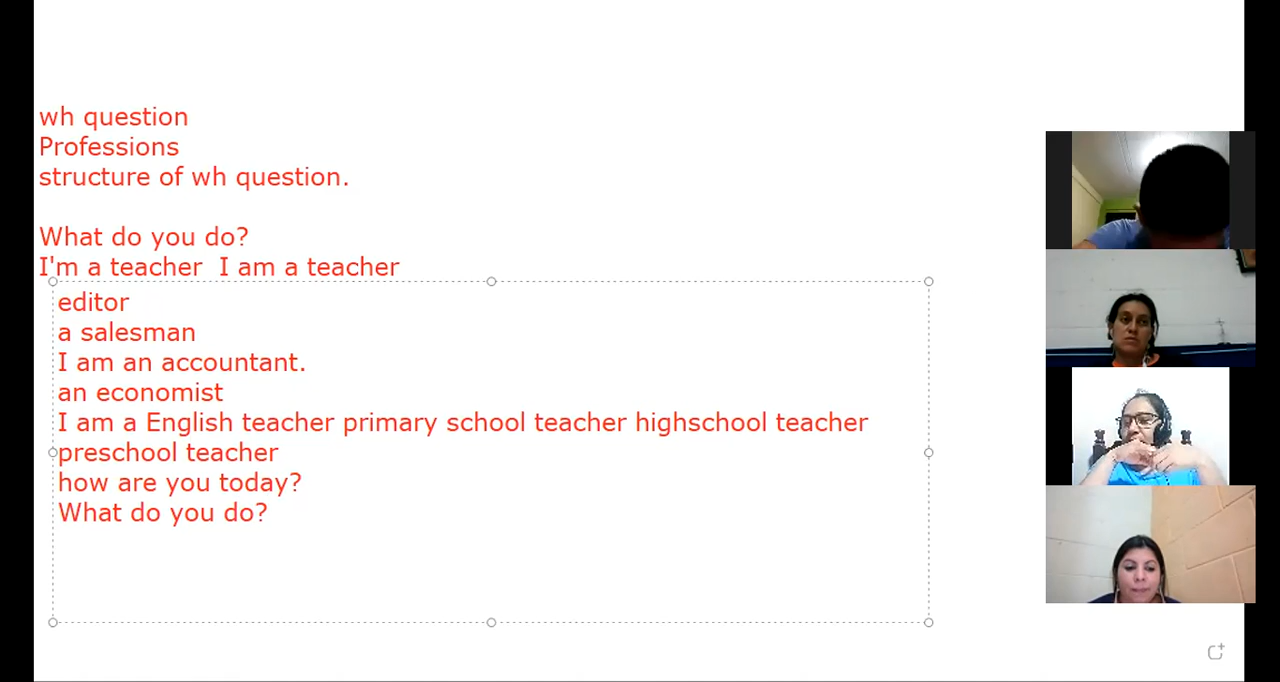 wh question
Professions
structure of wh question.
What do you do?
I'm a teacher  I am a teacher
editor
a salesman
I am an accountant.
an economist
I am a English teacher primary school teacher highschool teacher
preschool teacher
how are you today?
What do you do?